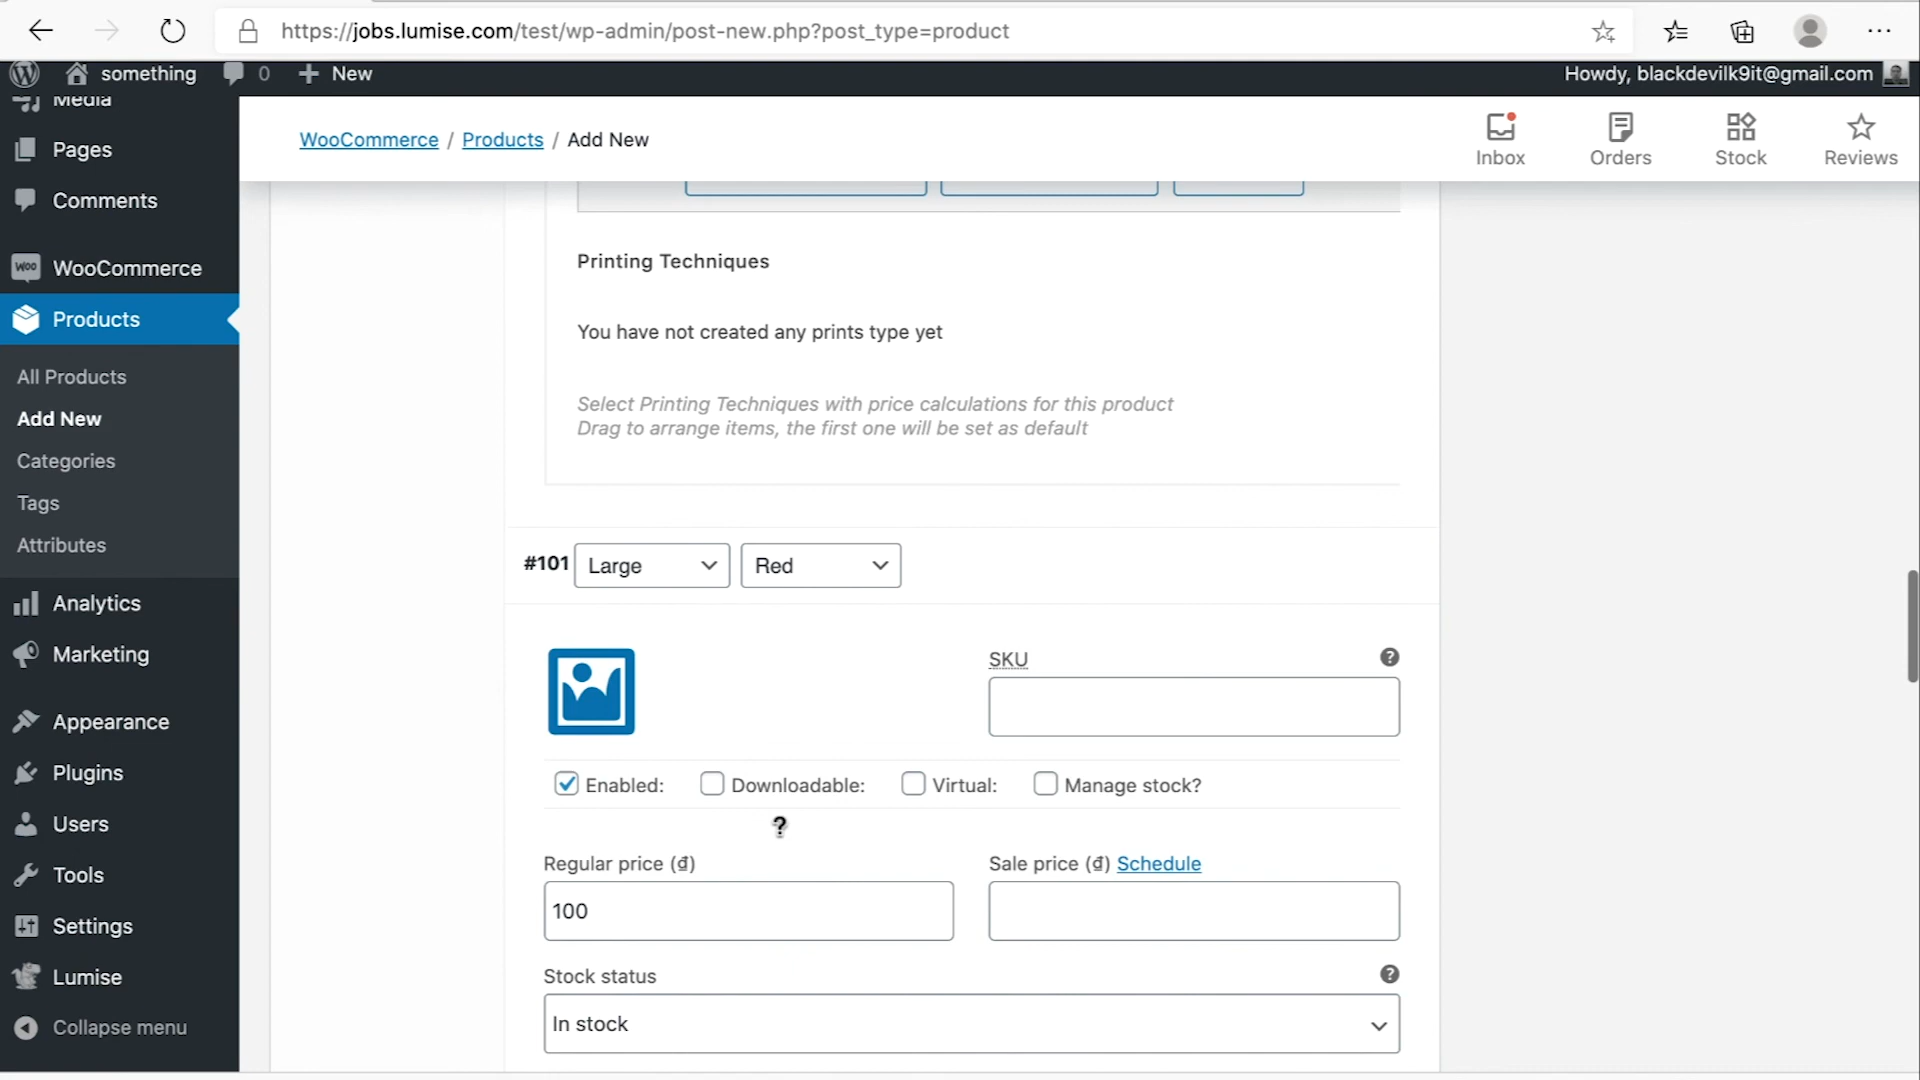 https://jobs.lumise.com/test/wp-admin/post-new.php?post_type=product
something 0 New Howdy, blackdevilk9it@gmail.com
Media
Pages
Comments
WooCommerce
Products
All Products
Add New
Categories
Tags
Attributes
Analytics
Marketing
Appearance
Plugins
Users
Tools
Settings
Lumise
Collapse menu
WooCommerce / Products / Add New
Inbox
Orders
Stock
Reviews
Printing Techniques
You have not created any prints type yet
Select Printing Techniques with price calculations for this product
Drag to arrange items, the first one will be set as default
#101 Large Red
SKU ?
Enabled: Downloadable: Virtual: Manage stock?
?
Regular price (₫)
100
Sale price (₫) Schedule
Stock status ?
In stock